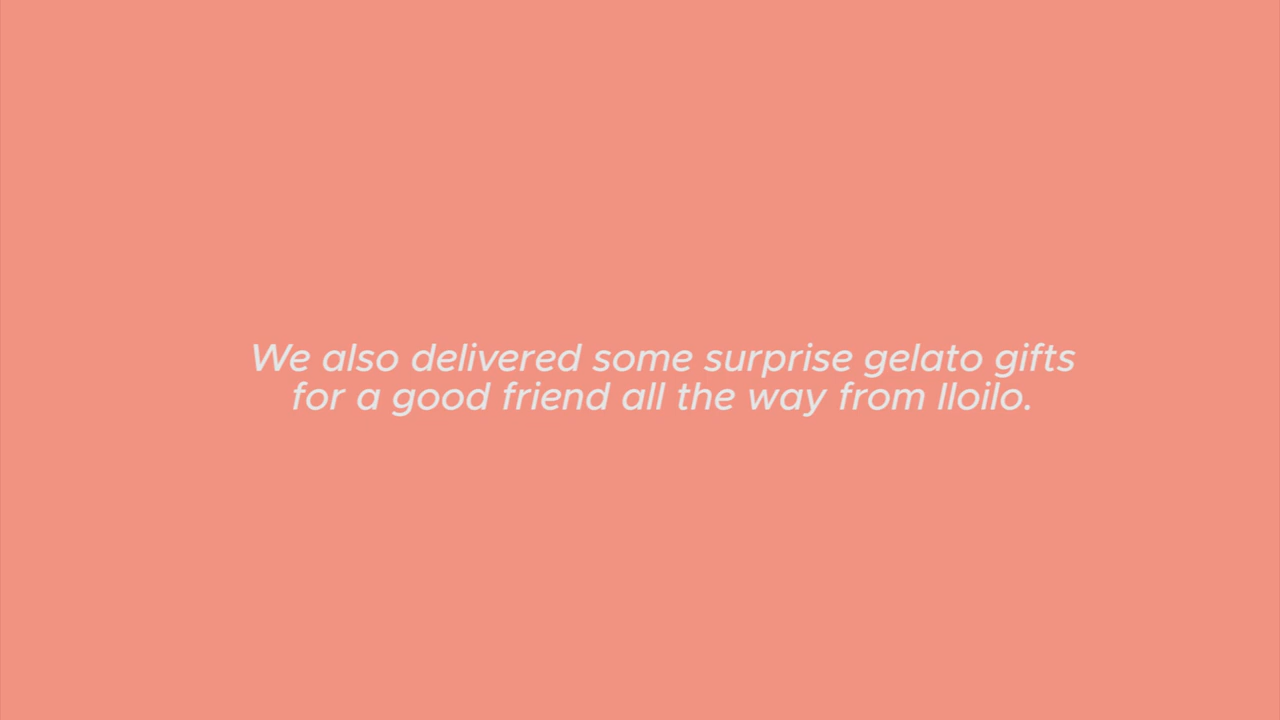 We also delivered some surprise gelato gifts
for a good friend all the way from Iloilo.